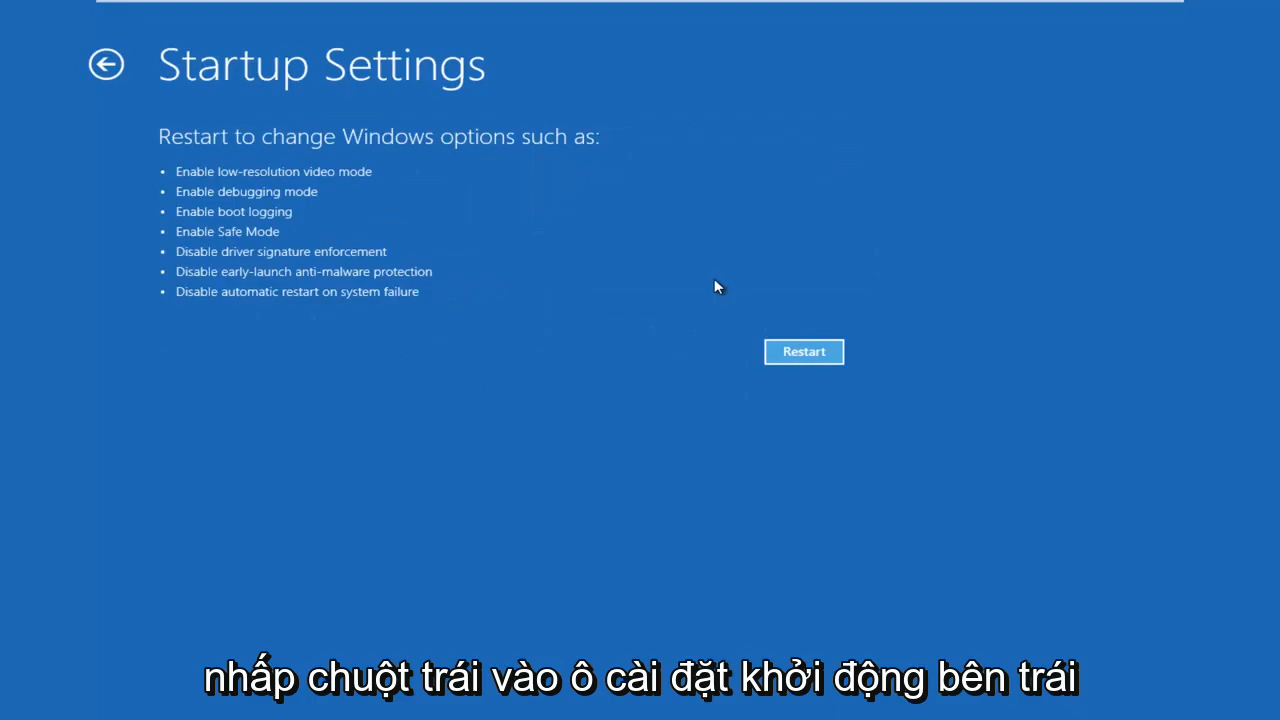 Startup Settings
Restart to change Windows options such as:
• Enable low-resolution video mode
• Enable debugging mode
• Enable boot logging
• Enable Safe Mode
• Disable driver signature enforcement
• Disable early-launch anti-malware protection
• Disable automatic restart on system failure
Restart
nhấp chuột trái vào ô cài đặt khởi động bên trái